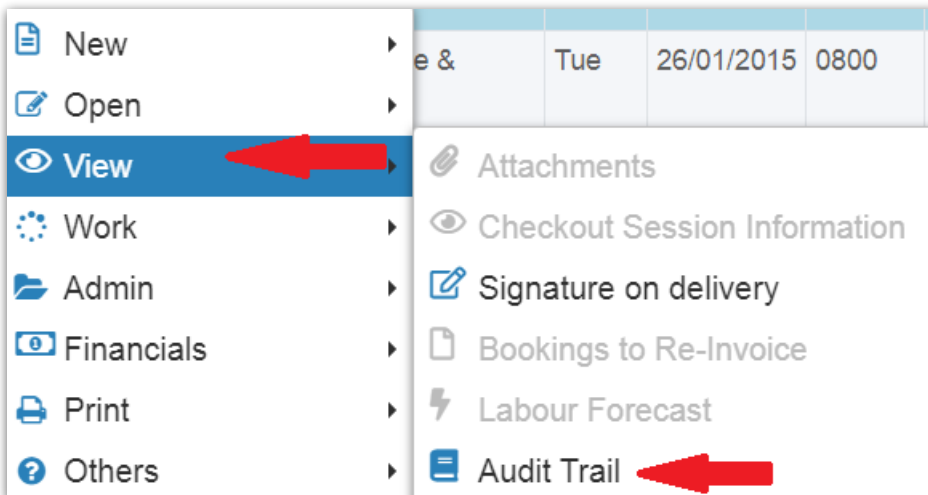 New
e & Tue 26/01/2015 0800
Open
View
Attachments
Work
Checkout Session Information
Admin
Signature on delivery
Financials
Bookings to Re-Invoice
Print
Labour Forecast
Others
Audit Trail